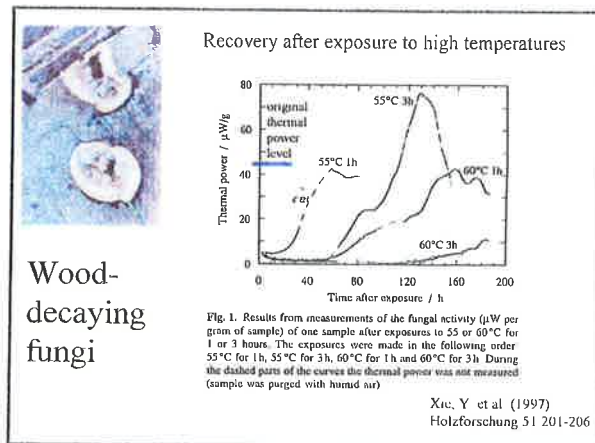 Recovery after exposure to high temperatures
Wood-
decaying
fungi
Thermal power / µW/g
80
60
40
20
0
original
thermal
power
level
55°C 1h
55°C 3h
60°C 1h
60°C 3h
0 40 80 120 160 200
Time after exposure / h
Fig. 1. Results from measurements of the fungal activity (µW per
gram of sample) of one sample after exposures to 55 or 60°C for
1 or 3 hours. The exposures were made in the following order
55°C for 1h, 55°C for 3h, 60°C for 1h and 60°C for 3h. During
the dashed parts of the curves the thermal power was not measured
(sample was purged with humid air)
Xie, Y et al (1997)
Holzforschung 51 201-206